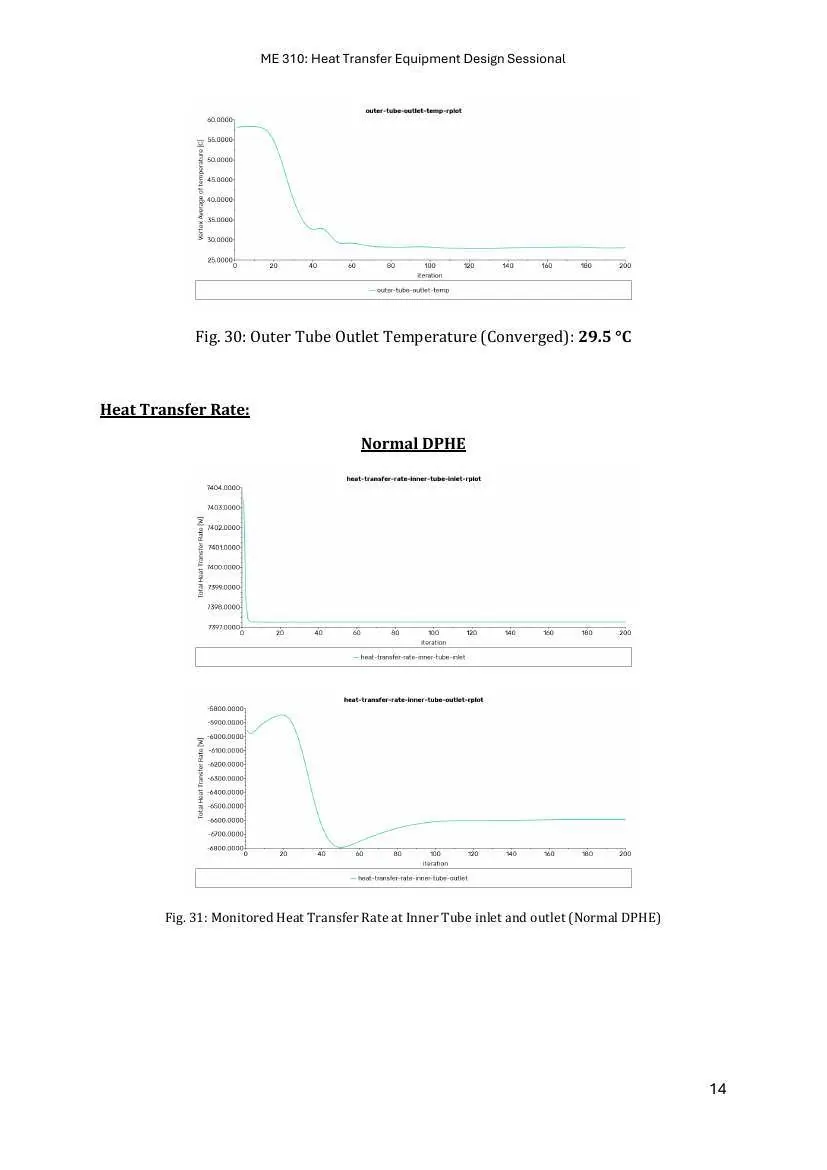 ME 310: Heat Transfer Equipment Design Sessional
outer-tube-outlet-temp-rplot
Vertex Average of temperature [C]
60.0000
55.0000
50.0000
45.0000
40.0000
35.0000
30.0000
25.0000
0 20 40 60 80 100 120 140 160 180 200
iteration
outer-tube-outlet-temp
Fig. 30: Outer Tube Outlet Temperature (Converged): 29.5 °C
Heat Transfer Rate:
Normal DPHE
heat-transfer-rate-inner-tube-inlet-rplot
Total Heat Transfer Rate [W]
7404.0000
7403.0000
7402.0000
7401.0000
7400.0000
7399.0000
7398.0000
7397.0000
0 20 40 60 80 100 120 140 160 180 200
iteration
heat-transfer-rate-inner-tube-inlet
heat-transfer-rate-inner-tube-outlet-rplot
Total Heat Transfer Rate [W]
-5800.0000
-5900.0000
-6000.0000
-6100.0000
-6200.0000
-6300.0000
-6400.0000
-6500.0000
-6600.0000
-6700.0000
-6800.0000
0 20 40 60 80 100 120 140 160 180 200
iteration
heat-transfer-rate-inner-tube-outlet
Fig. 31: Monitored Heat Transfer Rate at Inner Tube inlet and outlet (Normal DPHE)
14